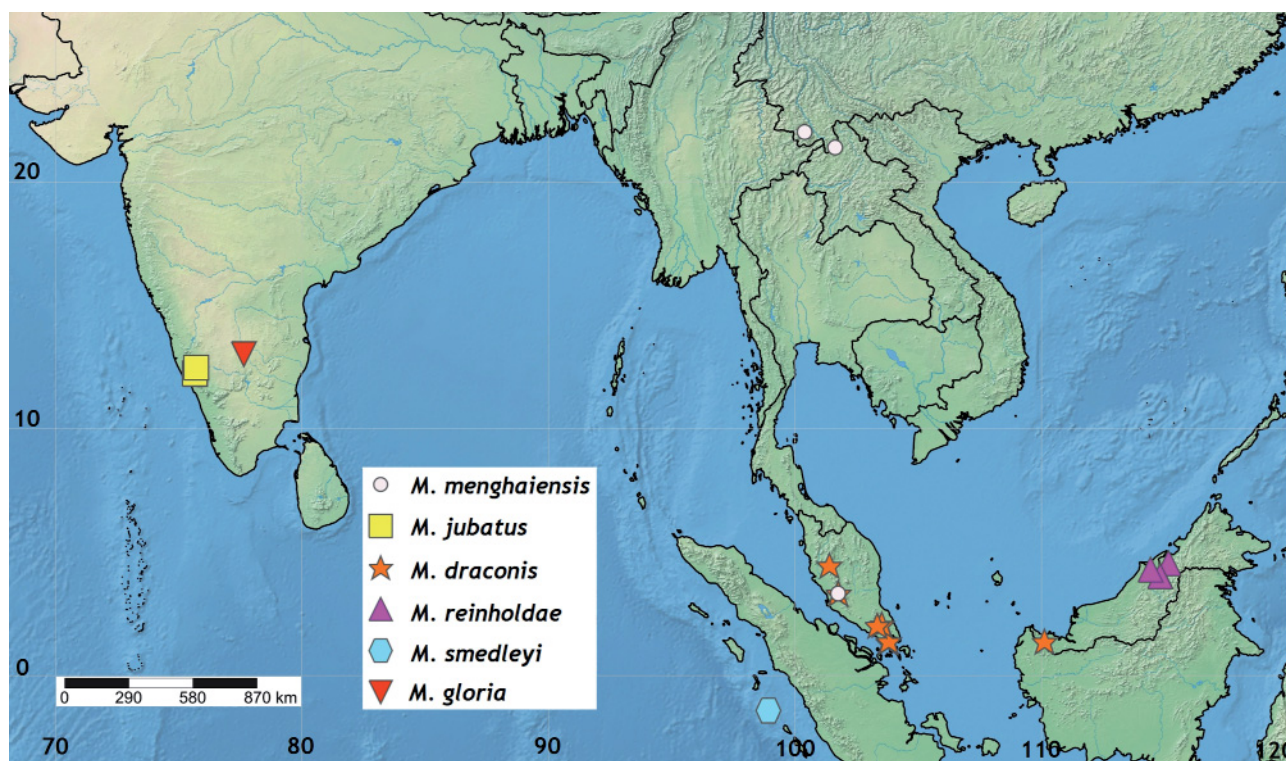 20
10
M. menghaiensis
M. jubatus
M. draconis
M. reinholdae
M. smedleyi
M. gloria
0
0 290 580 870 km
70 80 90 100 110 120